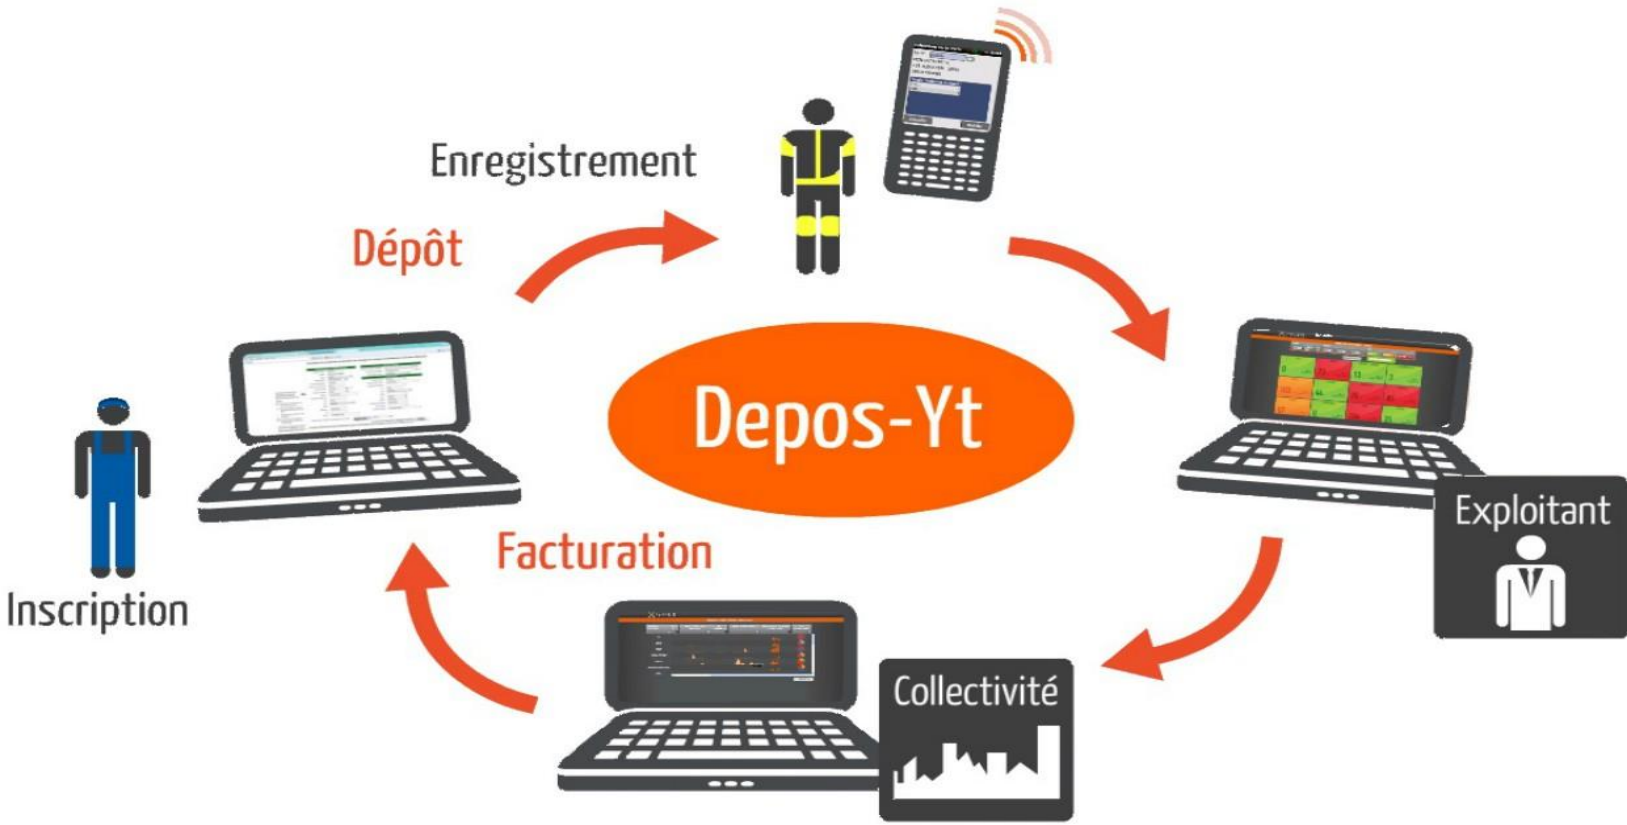 Enregistrement
Dépôt
Depos-Yt
Exploitant
Facturation
Inscription
Collectivité